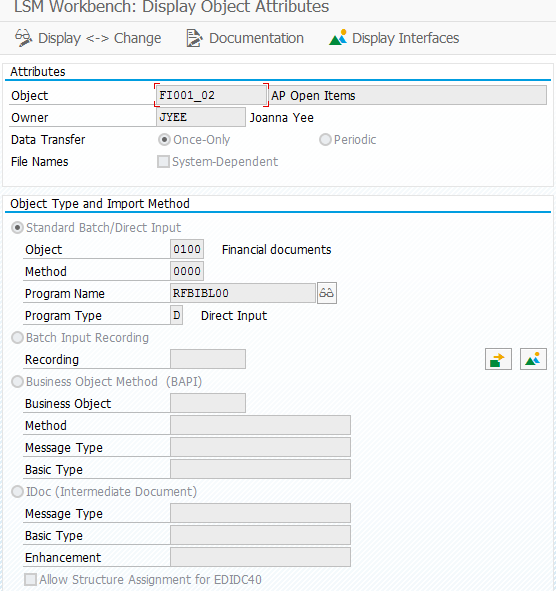 LSM Workbench: Display Object Attributes
Display <-> Change Documentation Display Interfaces
Attributes
Object FI001_02 AP Open Items
Owner JYEE Joanna Yee
Data Transfer Once-Only Periodic
File Names System-Dependent
Object Type and Import Method
Standard Batch/Direct Input
Object 0100 Financial documents
Method 0000
Program Name RFBIBL00
Program Type D Direct Input
Batch Input Recording
Recording
Business Object Method (BAPI)
Business Object
Method
Message Type
Basic Type
IDoc (Intermediate Document)
Message Type
Basic Type
Enhancement
Allow Structure Assignment for EDIDC40